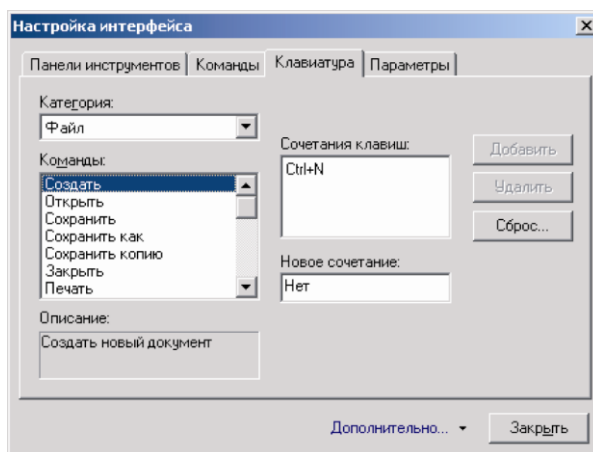 Настройка интерфейса
Панели инструментов Команды Клавиатура Параметры
Категория:
Файл
Команды:
Создать
Открыть
Сохранить
Сохранить как
Сохранить копию
Закрыть
Печать
Описание:
Создать новый документ
Сочетания клавиш:
Ctrl+N
Новое сочетание:
Нет
Добавить
Удалить
Сброс...
Дополнительно...
Закрыть